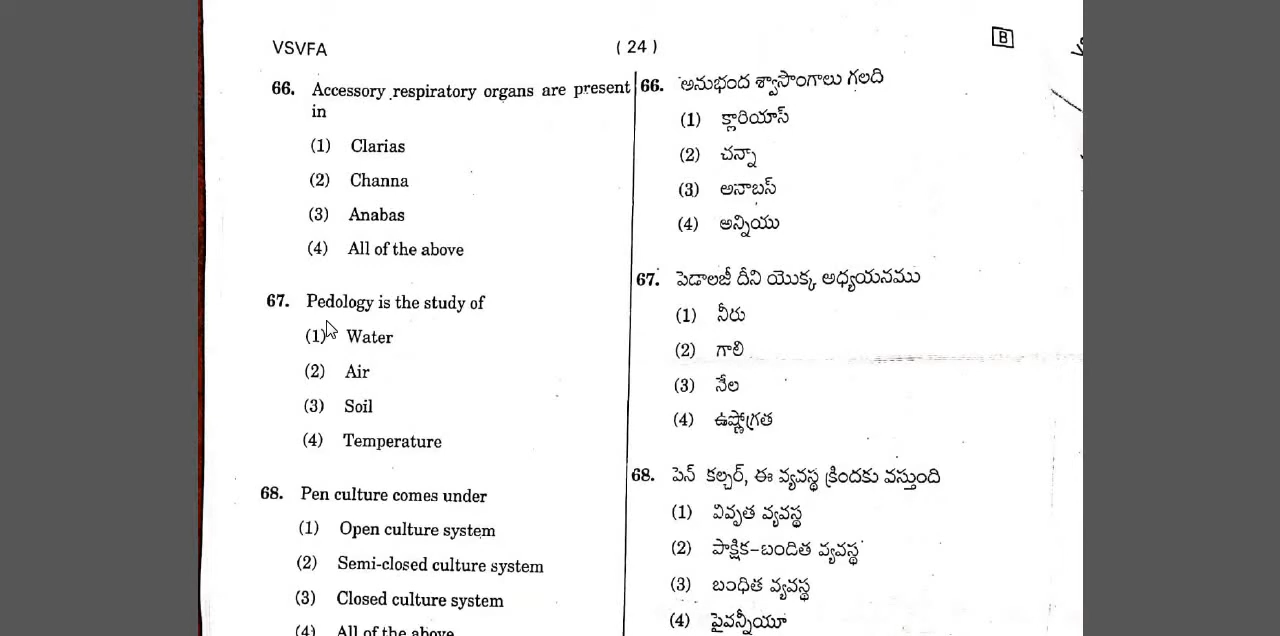 VSVFA
( 24 )
B
66. Accessory respiratory organs are present
in
(1) Clarias
(2) Channa
(3) Anabas
(4) All of the above
67. Pedology is the study of
(1) Water
(2) Air
(3) Soil
(4) Temperature
68. Pen culture comes under
(1) Open culture system
(2) Semi-closed culture system
(3) Closed culture system
(4) All of the above
66. అనుభంద శ్వాసాంగాలు గలది
(1) క్లారియాస్
(2) చన్నా
(3) అనాబస్
(4) అన్నియు
67. పెడాలజీ దీని యొక్క అధ్యయనము
(1) నీరు
(2) గాలి
(3) నేల
(4) ఉష్ణోగ్రత
68. పెన్ కల్చర్, ఈ వ్యవస్థ క్రిందకు వస్తుంది
(1) వివృత వ్యవస్థ
(2) పాక్షిక-బందిత వ్యవస్థ
(3) బంధిత వ్యవస్థ
(4) పైవన్నీయూ